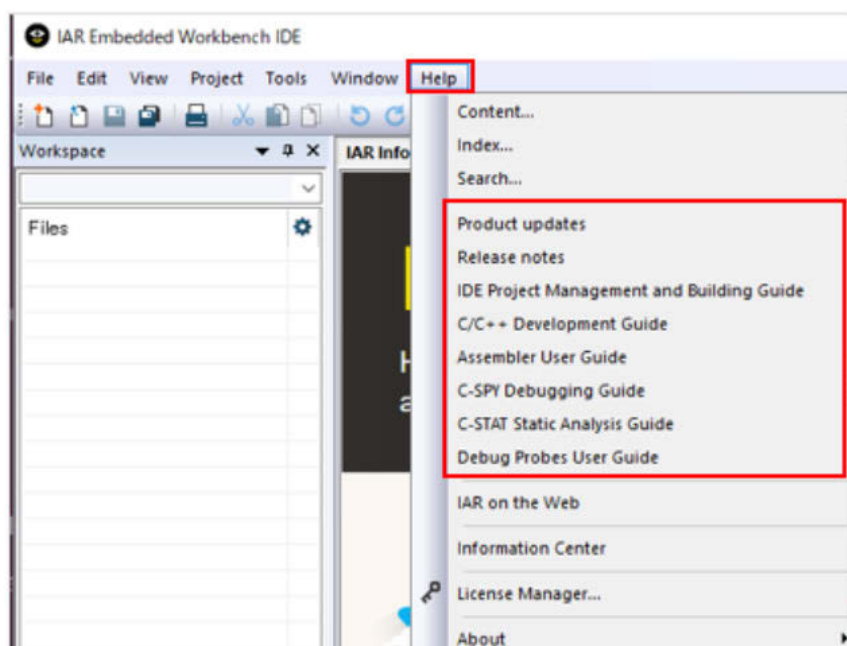 IAR Embedded Workbench IDE
File Edit View Project Tools Window Help
Workspace
IAR Info
Files
Content...
Index...
Search...
Product updates
Release notes
IDE Project Management and Building Guide
C/C++ Development Guide
Assembler User Guide
C-SPY Debugging Guide
C-STAT Static Analysis Guide
Debug Probes User Guide
IAR on the Web
Information Center
License Manager...
About